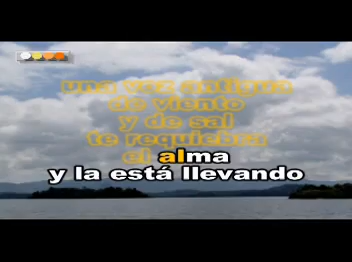 una voz antigua
de viento
y de sal
te requiebra
el alma
y la está llevando